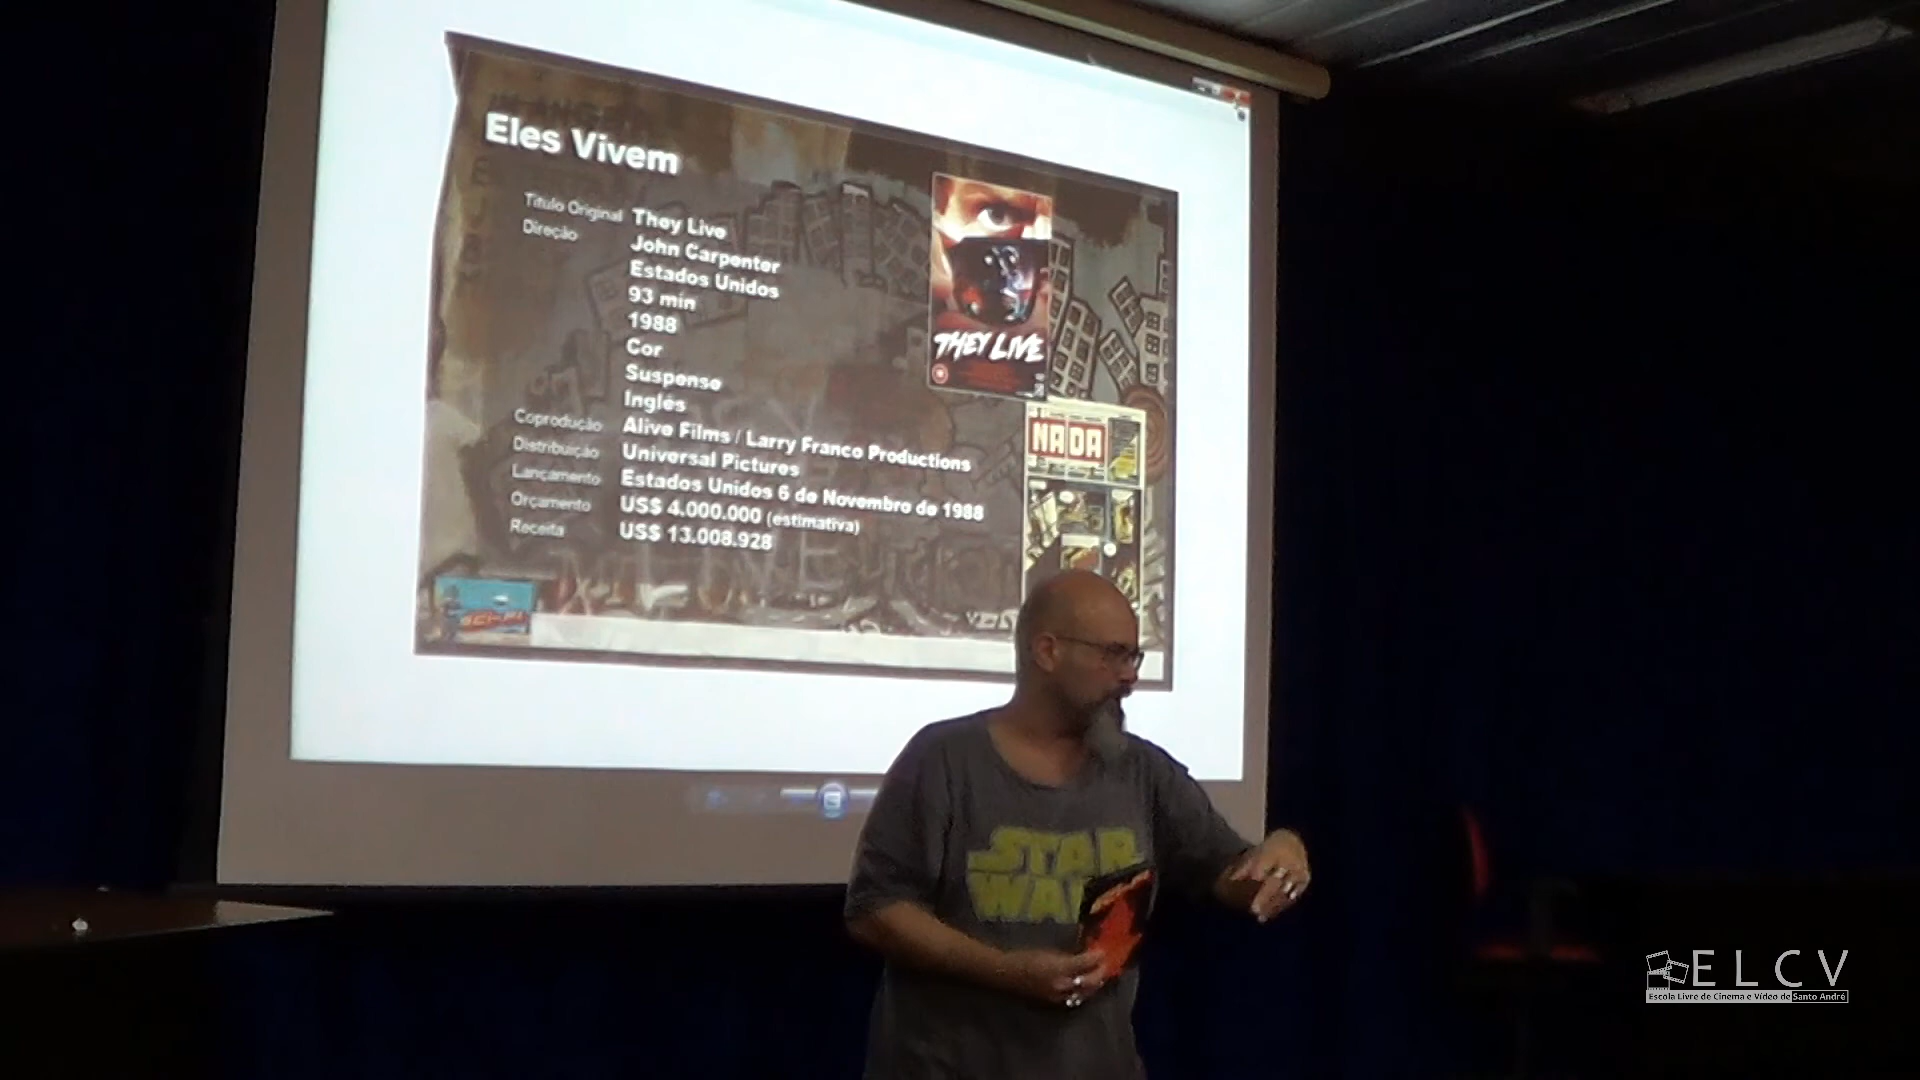 Eles Vivem
Título Original They Live
Direção John Carpenter
Estados Unidos
93 min
1988
Cor
Suspense
Inglês
Coprodução Alive Films / Larry Franco Productions
Distribuição Universal Pictures
Lançamento Estados Unidos 6 de Novembro de 1988
Orçamento US$ 4.000.000 (estimativa)
Receita US$ 13.008.928
THEY LIVE
NADA
SCI-FI
STAR
WA
ELCV
Escola Livre de Cinema e Vídeo de Santo André